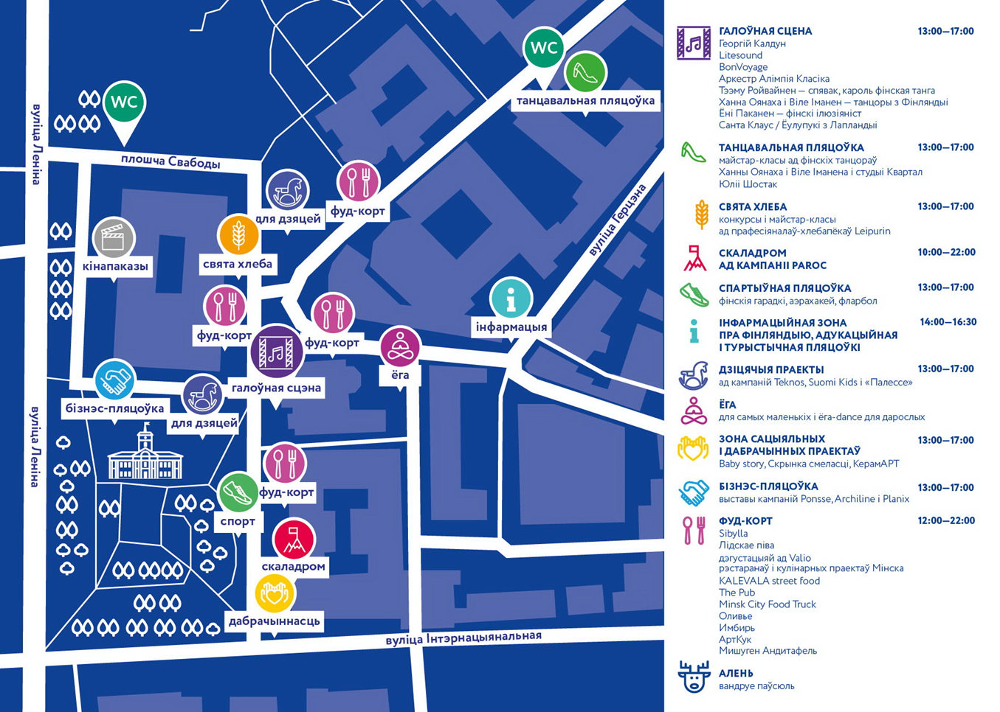 WC
танцавальная пляцоўка
WC
вуліца Леніна
плошча Свабоды
для дзяцей
фуд-корт
вуліца Герцэна
кінапаказы
свята хлеба
фуд-корт
фуд-корт
інфармацыя
галоўная сцэна
ёга
бізнэс-пляцоўка
для дзяцей
вуліца Леніна
фуд-корт
спорт
скаладром
дабрачыннасць
вуліца Інтэрнацыянальная
ГАЛОЎНАЯ СЦЕНА 13:00—17:00
Георгій Калдун
Litesound
BonVoyage
Аркестр Алімпія Класіка
Тээму Ройвайнен — спявак, кароль фінская танга
Ханна Оянаха і Віле Іманен — танцоры з Фінляндыі
Ёні Паканен — фінскі ілюзіяніст
Санта Клаус / Ёулупукі з Лапландыі
ТАНЦАВАЛЬНАЯ ПЛЯЦОЎКА 13:00—17:00
майстар-класы ад фінскіх танцораў
Ханны Оянаха і Віле Іманена і студыі Квартал
Юліі Шостак
СВЯТА ХЛЕБА 13:00—17:00
конкурсы і майстар-класы
ад прафесіяналаў-хлебапёкаў Leipurin
СКАЛАДРОМ 10:00—22:00
АД КАМПАНІІ PAROC
СПАРТЫЎНАЯ ПЛЯЦОЎКА 13:00—17:00
фінскія гарадкі, аэрахакей, фларбол
ІНФАРМАЦЫЙНАЯ ЗОНА 14:00—16:30
ПРА ФІНЛЯНДЫЮ, АДУКАЦЫЙНАЯ
І ТУРЫСТЫЧНАЯ ПЛЯЦОЎКІ
ДЗІЦЯЧЫЯ ПРАЕКТЫ 13:00—17:00
ад кампаній Teknos, Suomi Kids і «Палессе»
ЁГА
для самых маленькіх і ёга-dance для дарослых
ЗОНА САЦЫЯЛЬНЫХ 13:00—17:00
І ДАБРАЧЫННЫХ ПРАЕКТАЎ
Baby story, Скрынка смеласці, КерамАРТ
БІЗНЭС-ПЛЯЦОЎКА 13:00—17:00
выставы кампаній Ponsse, Archiline і Planix
ФУД-КОРТ 12:00—22:00
Sibylla
Лідскае піва
дэгустацыяй ад Valio
рэстаранаў і кулінарных праектаў Мінска
KALEVALA street food
The Pub
Minsk City Food Truck
Оливье
Имбирь
АртКук
Мишуген Андитафель
АЛЕНЬ
вандруе паўсюль